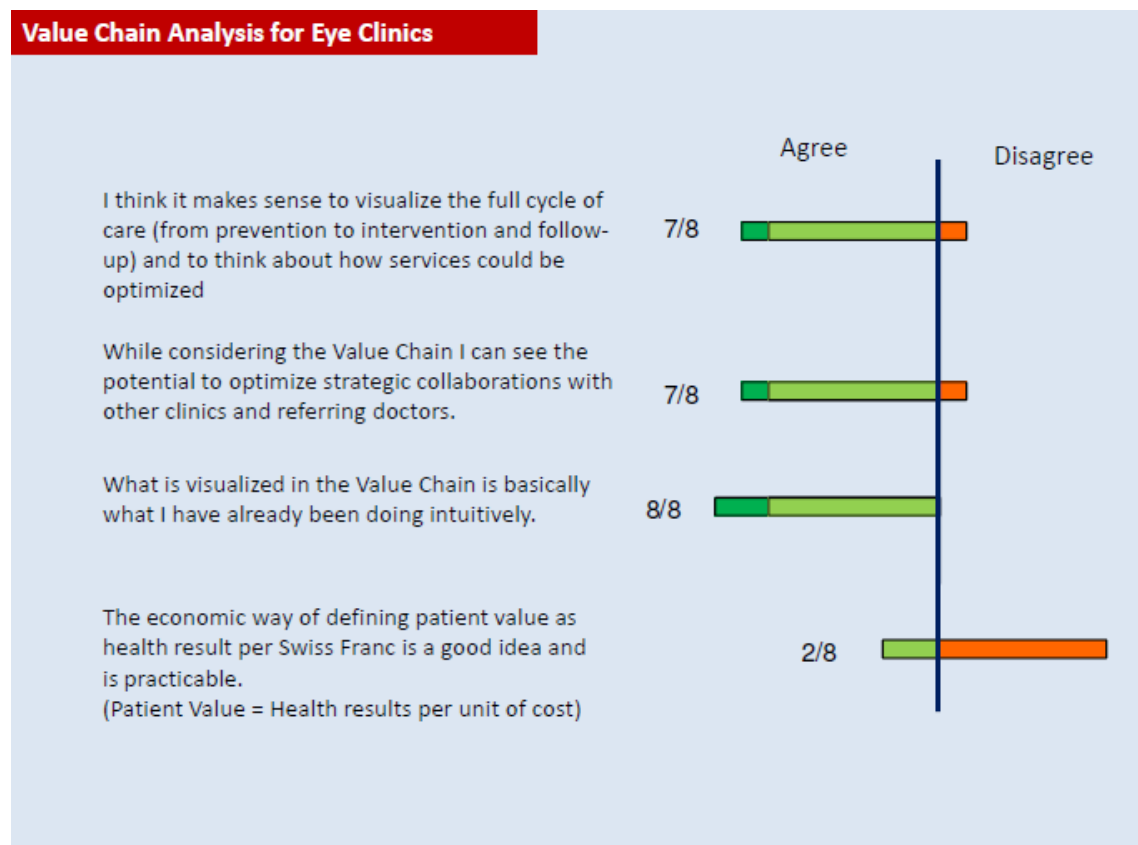 Value Chain Analysis for Eye Clinics
Agree
Disagree
I think it makes sense to visualize the full cycle of
care (from prevention to intervention and follow-
up) and to think about how services could be
optimized
7/8
While considering the Value Chain I can see the
potential to optimize strategic collaborations with
other clinics and referring doctors.
7/8
What is visualized in the Value Chain is basically
what I have already been doing intuitively.
8/8
The economic way of defining patient value as
health result per Swiss Franc is a good idea and
is practicable.
(Patient Value = Health results per unit of cost)
2/8